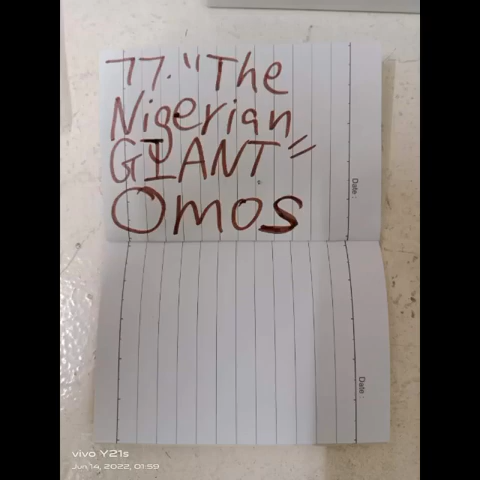 77. "The
Nigerian
GIANT"
Omos
Date :
Date :
vivo Y21s
Jun 14, 2022, 01:59